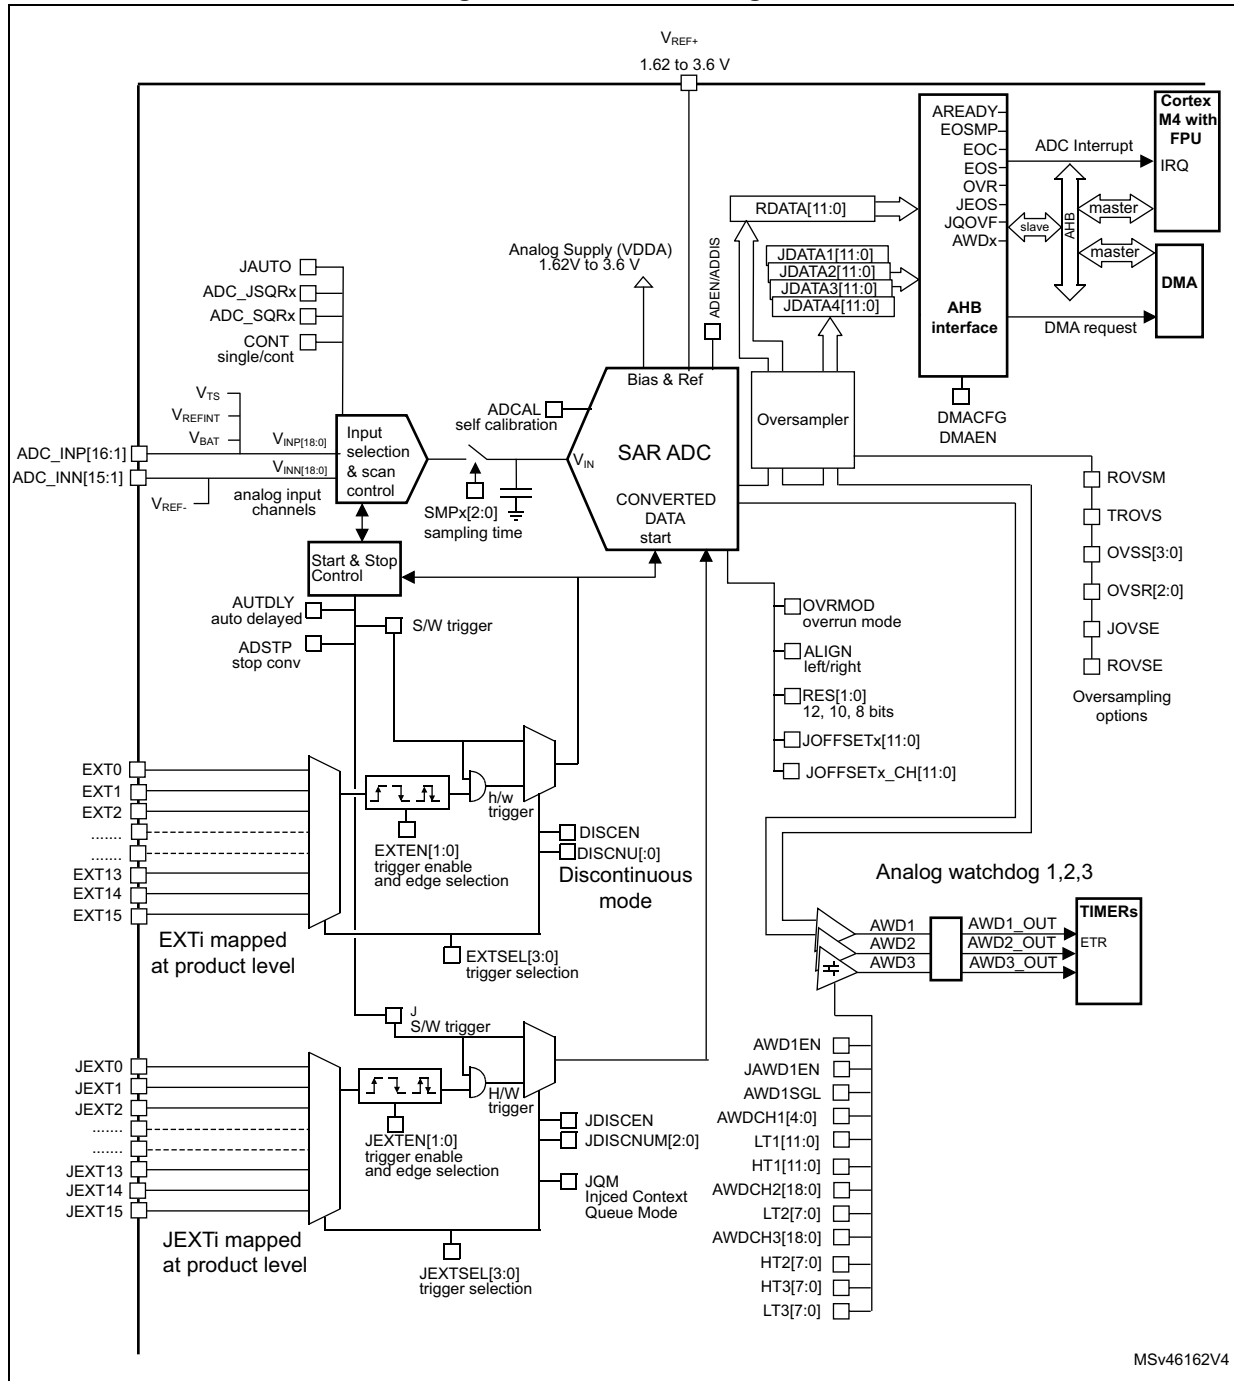 VREF+
1.62 to 3.6 V
Cortex
M4 with
FPU
IRQ
AREADY
EOSMP
EOC
EOS
OVR
JEOS
JQOVF
AWDx
AHB
interface
ADC Interrupt
slave
AHB
master
master
DMA
DMA request
DMACFG
DMAEN
RDATA[11:0]
JDATA1[11:0]
JDATA2[11:0]
JDATA3[11:0]
JDATA4[11:0]
Analog Supply (VDDA)
1.62V to 3.6 V
ADEN/ADDIS
JAUTO
ADC_JSQRx
ADC_SQRx
CONT
single/cont
VTS
VREFINT
VBAT
ADC_INP[16:1]
ADC_INN[15:1]
VREF-
VINP[18:0]
VINN[18:0]
analog input
channels
Input
selection
& scan
control
ADCAL
self calibration
SMPx[2:0]
sampling time
Bias & Ref
SAR ADC
VIN
CONVERTED
DATA
start
Oversampler
ROVSM
TROVS
OVSS[3:0]
OVSR[2:0]
JOVSE
ROVSE
Oversampling
options
Start & Stop
Control
AUTDLY
auto delayed
ADSTP
stop conv
S/W trigger
OVRMOD
overrun mode
ALIGN
left/right
RES[1:0]
12, 10, 8 bits
JOFFSETx[11:0]
JOFFSETx_CH[11:0]
EXT0
EXT1
EXT2
.......
.......
EXT13
EXT14
EXT15
EXTi mapped
at product level
h/w
trigger
EXTEN[1:0]
trigger enable
and edge selection
DISCEN
DISCNU[:0]
Discontinuous
mode
EXTSEL[3:0]
trigger selection
Analog watchdog 1,2,3
AWD1
AWD2
AWD3
AWD1_OUT
AWD2_OUT
AWD3_OUT
TIMERs
ETR
J
S/W trigger
JEXT0
JEXT1
JEXT2
.......
.......
JEXT13
JEXT14
JEXT15
JEXTi mapped
at product level
H/W
trigger
JEXTEN[1:0]
trigger enable
and edge selection
JDISCEN
JDISCNUM[2:0]
JQM
Injced Context
Queue Mode
JEXTSEL[3:0]
trigger selection
AWD1EN
JAWD1EN
AWD1SGL
AWDCH1[4:0]
LT1[11:0]
HT1[11:0]
AWDCH2[18:0]
LT2[7:0]
AWDCH3[18:0]
HT2[7:0]
HT3[7:0]
LT3[7:0]
MSv46162V4